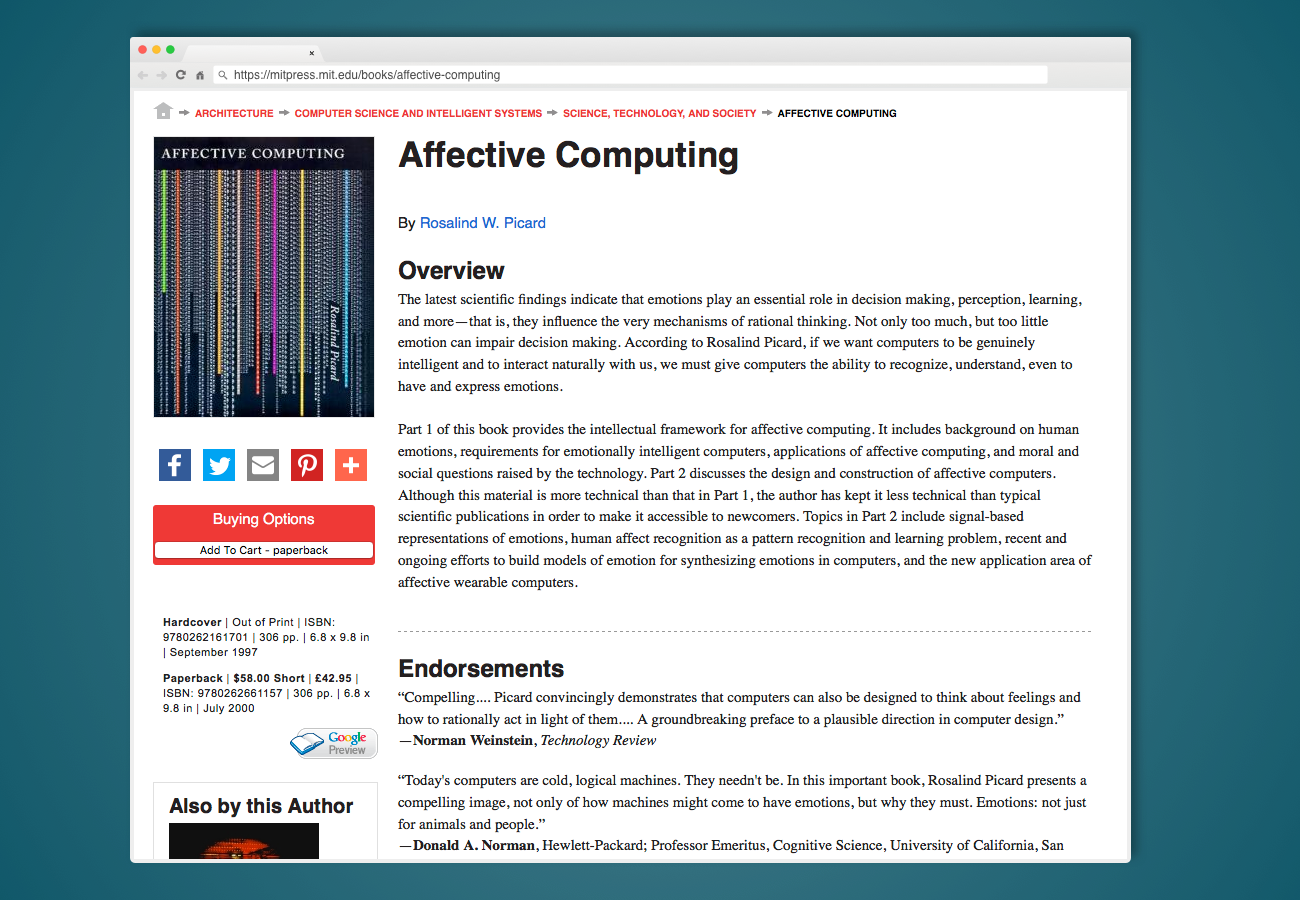 https://mitpress.mit.edu/books/affective-computing
ARCHITECTURE COMPUTER SCIENCE AND INTELLIGENT SYSTEMS SCIENCE, TECHNOLOGY, AND SOCIETY AFFECTIVE COMPUTING
AFFECTIVE COMPUTING
Rosalind Picard
Affective Computing
By Rosalind W. Picard
Overview
The latest scientific findings indicate that emotions play an essential role in decision making, perception, learning,
and more—that is, they influence the very mechanisms of rational thinking. Not only too much, but too little
emotion can impair decision making. According to Rosalind Picard, if we want computers to be genuinely
intelligent and to interact naturally with us, we must give computers the ability to recognize, understand, even to
have and express emotions.
Part 1 of this book provides the intellectual framework for affective computing. It includes background on human
emotions, requirements for emotionally intelligent computers, applications of affective computing, and moral and
social questions raised by the technology. Part 2 discusses the design and construction of affective computers.
Although this material is more technical than that in Part 1, the author has kept it less technical than typical
scientific publications in order to make it accessible to newcomers. Topics in Part 2 include signal-based
representations of emotions, human affect recognition as a pattern recognition and learning problem, recent and
ongoing efforts to build models of emotion for synthesizing emotions in computers, and the new application area of
affective wearable computers.
Buying Options
Add To Cart - paperback
Hardcover | Out of Print | ISBN:
9780262161701 | 306 pp. | 6.8 x 9.8 in
| September 1997
Paperback | $58.00 Short | £42.95 |
ISBN: 9780262661157 | 306 pp. | 6.8 x
9.8 in | July 2000
Google
Preview
Also by this Author
Endorsements
“Compelling.... Picard convincingly demonstrates that computers can also be designed to think about feelings and
how to rationally act in light of them.... A groundbreaking preface to a plausible direction in computer design.”
—Norman Weinstein, Technology Review
“Today's computers are cold, logical machines. They needn't be. In this important book, Rosalind Picard presents a
compelling image, not only of how machines might come to have emotions, but why they must. Emotions: not just
for animals and people.”
—Donald A. Norman, Hewlett-Packard; Professor Emeritus, Cognitive Science, University of California, San